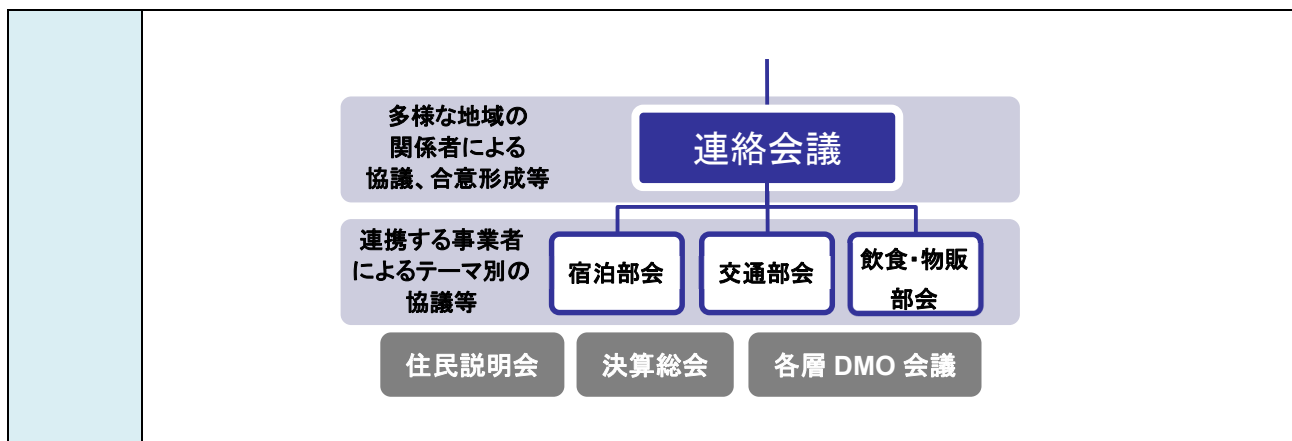 多様な地域の
関係者による
協議、合意形成等
連絡会議
連携する事業者
によるテーマ別の
協議等
宿泊部会
交通部会
飲食・物販
部会
住民説明会
決算総会
各層 DMO 会議